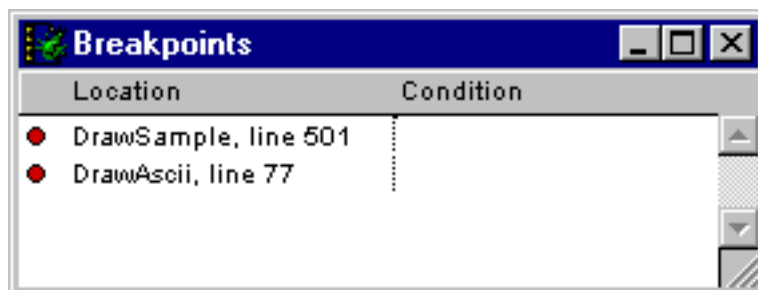 Breakpoints
Location Condition
DrawSample, line 501
DrawAscii, line 77